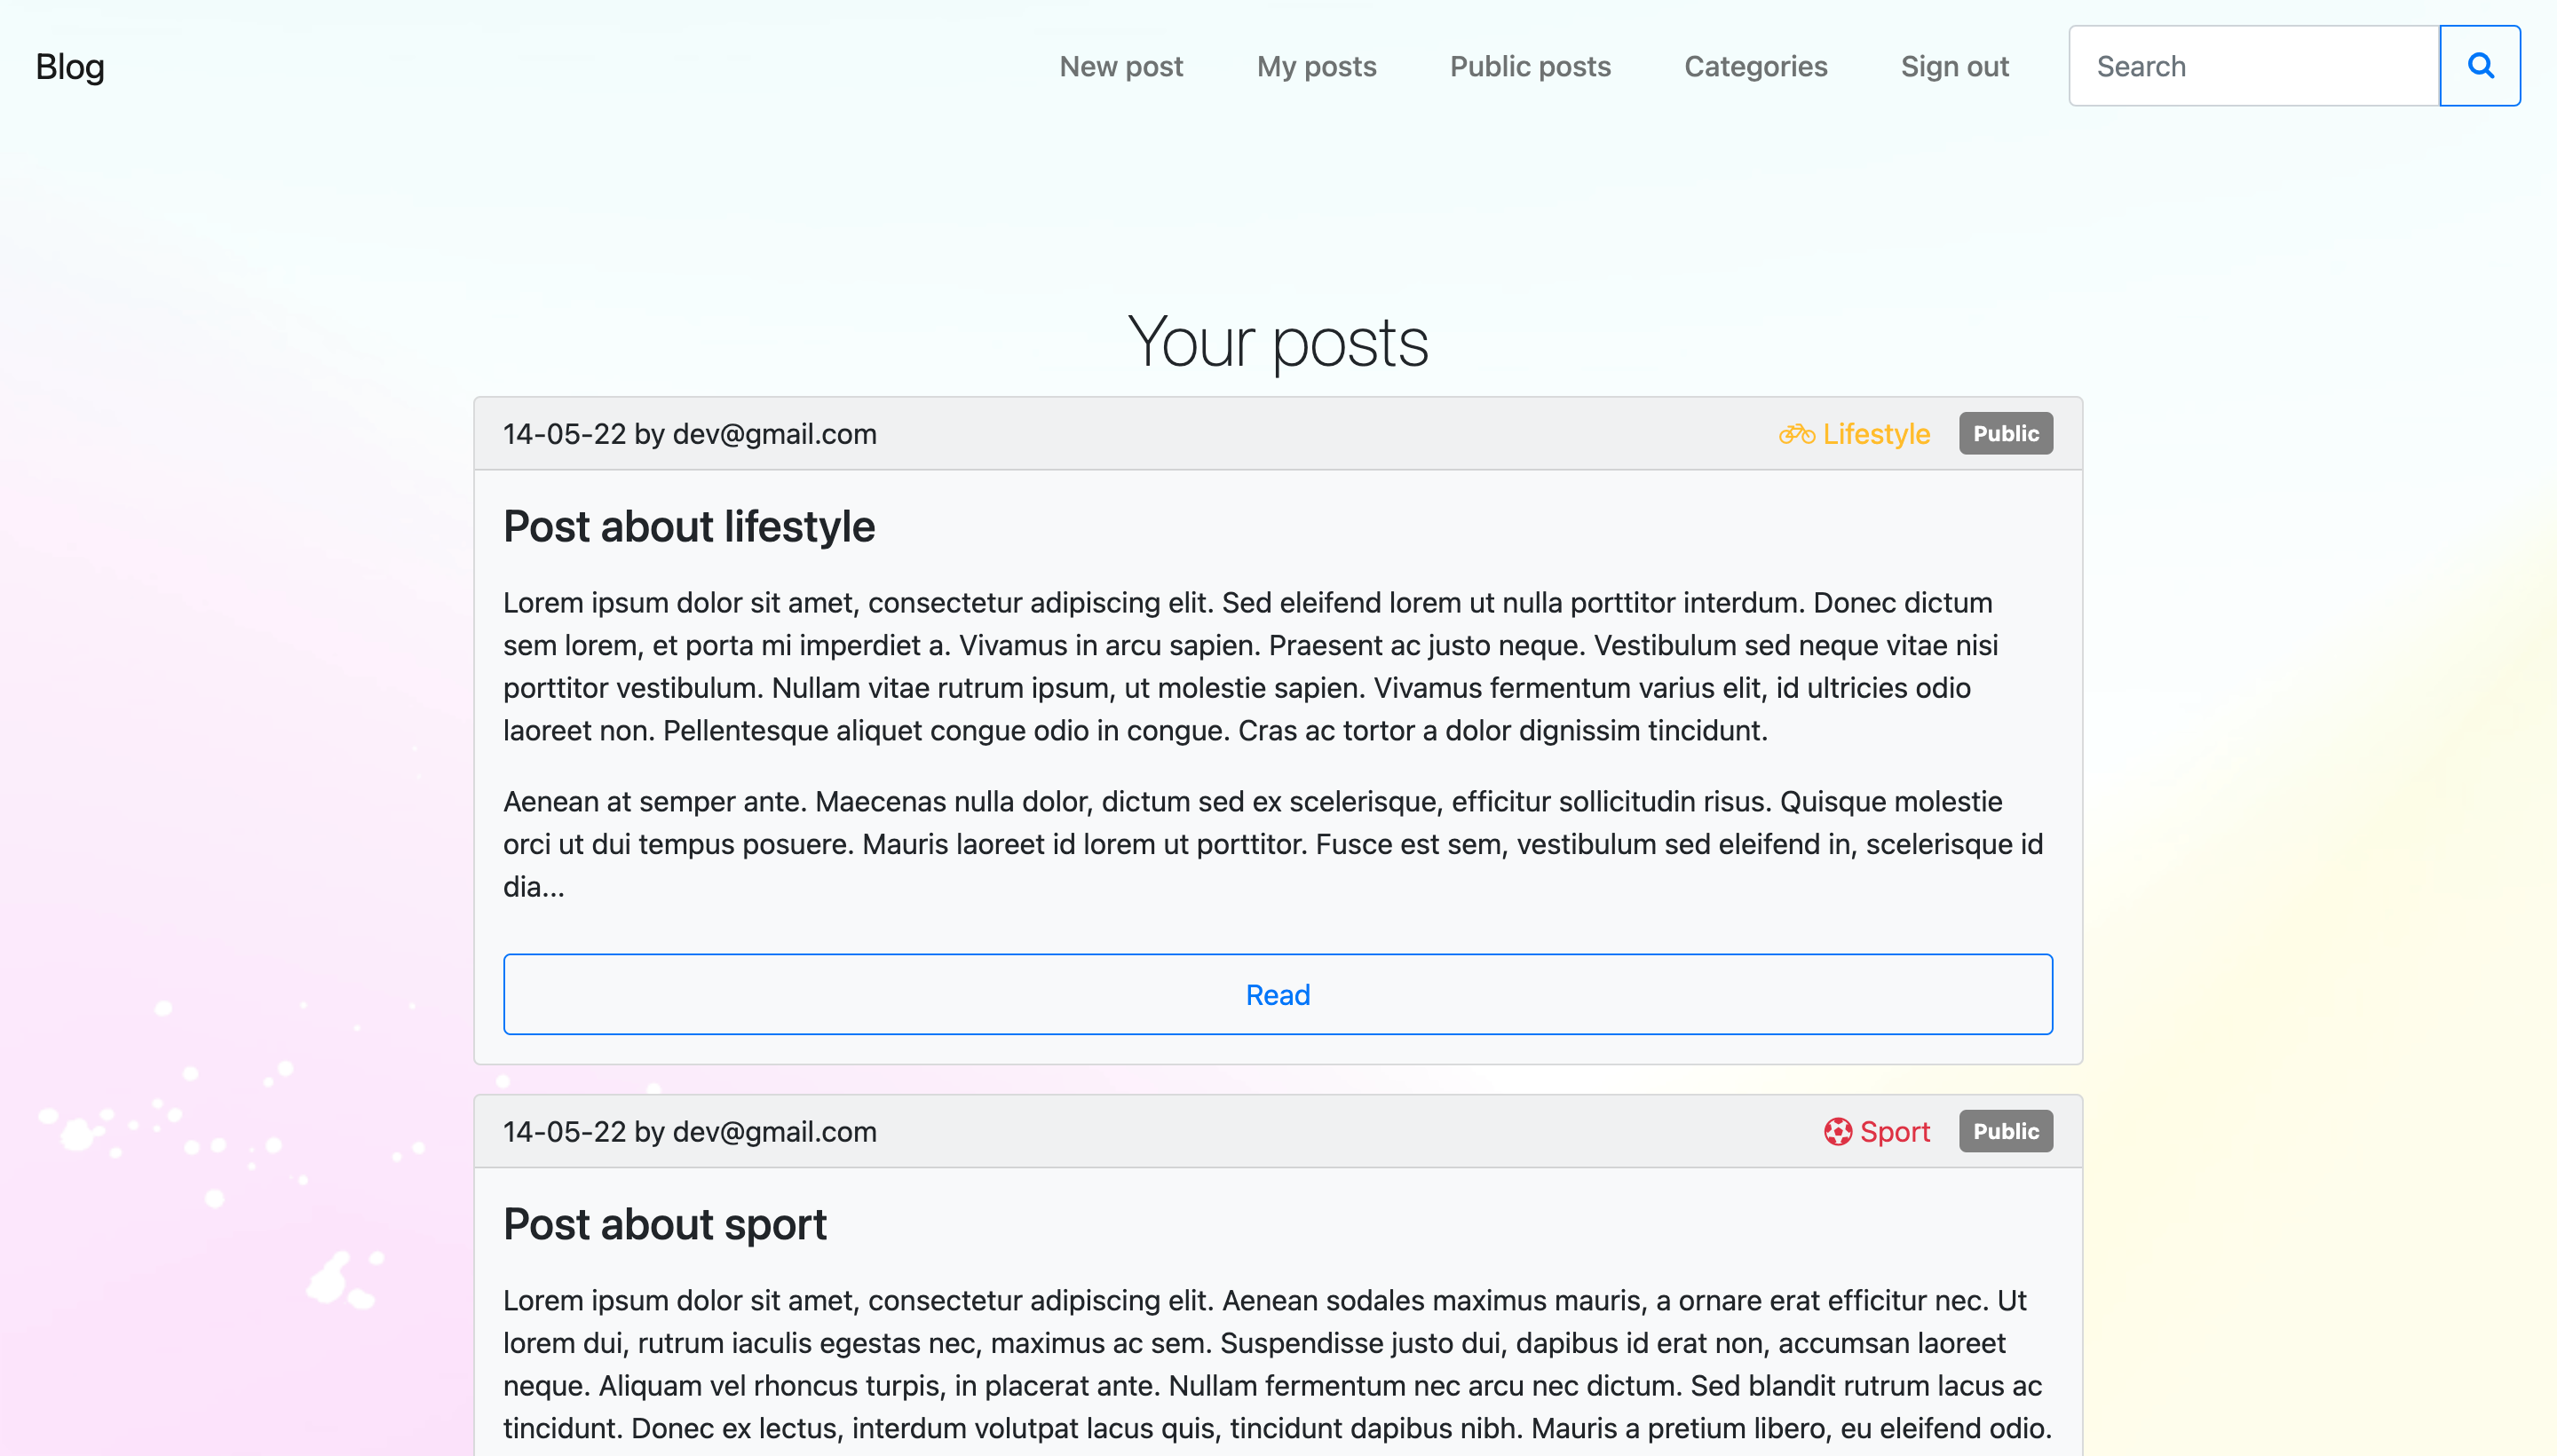 Blog
New post
My posts
Public posts
Categories
Sign out
Search
Your posts
14-05-22 by dev@gmail.com
Lifestyle
Public
Post about lifestyle
Lorem ipsum dolor sit amet, consectetur adipiscing elit. Sed eleifend lorem ut nulla porttitor interdum. Donec dictum
sem lorem, et porta mi imperdiet a. Vivamus in arcu sapien. Praesent ac justo neque. Vestibulum sed neque vitae nisi
porttitor vestibulum. Nullam vitae rutrum ipsum, ut molestie sapien. Vivamus fermentum varius elit, id ultricies odio
laoreet non. Pellentesque aliquet congue odio in congue. Cras ac tortor a dolor dignissim tincidunt.
Aenean at semper ante. Maecenas nulla dolor, dictum sed ex scelerisque, efficitur sollicitudin risus. Quisque molestie
orci ut dui tempus posuere. Mauris laoreet id lorem ut porttitor. Fusce est sem, vestibulum sed eleifend in, scelerisque id
dia...
Read
14-05-22 by dev@gmail.com
Sport
Public
Post about sport
Lorem ipsum dolor sit amet, consectetur adipiscing elit. Aenean sodales maximus mauris, a ornare erat efficitur nec. Ut
lorem dui, rutrum iaculis egestas nec, maximus ac sem. Suspendisse justo dui, dapibus id erat non, accumsan laoreet
neque. Aliquam vel rhoncus turpis, in placerat ante. Nullam fermentum nec arcu nec dictum. Sed blandit rutrum lacus ac
tincidunt. Donec ex lectus, interdum volutpat lacus quis, tincidunt dapibus nibh. Mauris a pretium libero, eu eleifend odio.